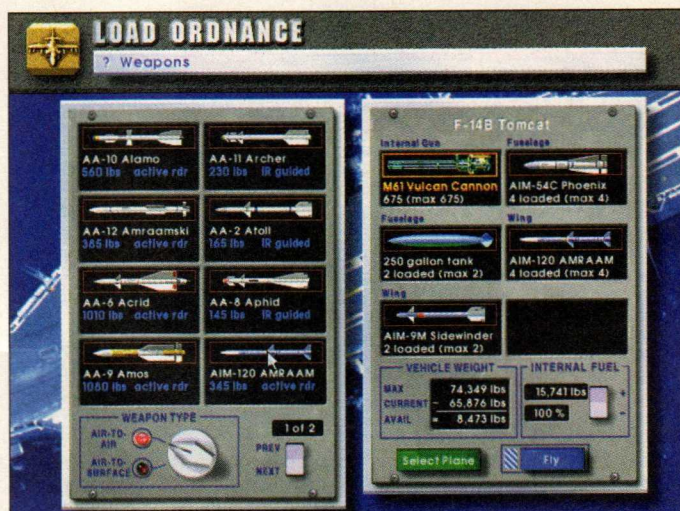 LOAD ORDNANCE
? Weapons
AA-10 Alamo
560 lbs active rdr
AA-11 Archer
230 lbs IR guided
AA-12 Amraamski
385 lbs active rdr
AA-2 Atoll
165 lbs IR guided
AA-6 Acrid
1010 lbs active rdr
AA-8 Aphid
145 lbs IR guided
AA-9 Amos
1080 lbs active rdr
AIM-120 AMRAAM
345 lbs active rdr
WEAPON TYPE
AIR-TO-
AIR
AIR-TO-
SURFACE
1 of 2
PREV
NEXT
F-14B Tomcat
Internal Gun
M61 Vulcan Cannon
675 (max 675)
Fuselage
AIM-54C Phoenix
4 loaded (max 4)
Fuselage
250 gallon tank
2 loaded (max 2)
Wing
AIM-120 AMRAAM
4 loaded (max 4)
Wing
AIM-9M Sidewinder
2 loaded (max 2)
VEHICLE WEIGHT
MAX 74,349 lbs
CURRENT - 65,876 lbs
AVAIL = 8,473 lbs
INTERNAL FUEL
15,741 lbs +
100 % -
Select Plane
Fly